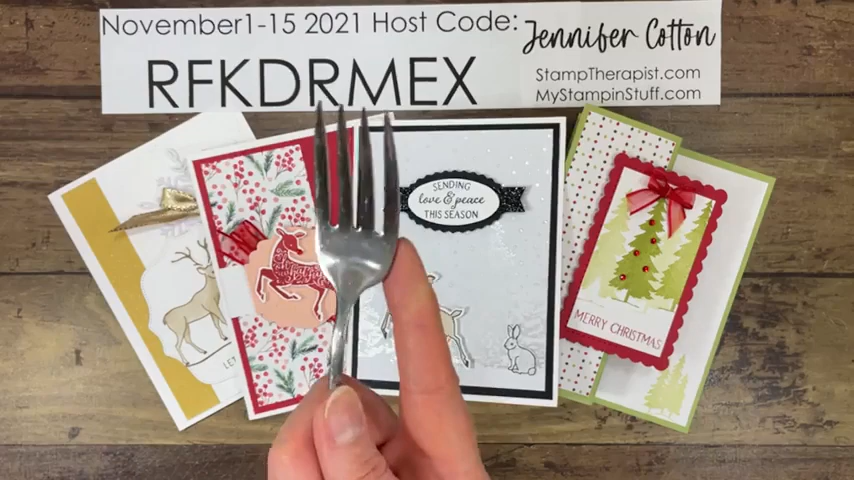 November1-15 2021 Host Code:
Jennifer Cotton
RFKDRMEX
StampTherapist.com
MyStampinStuff.com
SENDING
love & peace
THIS SEASON
MERRY CHRISTMAS
LET